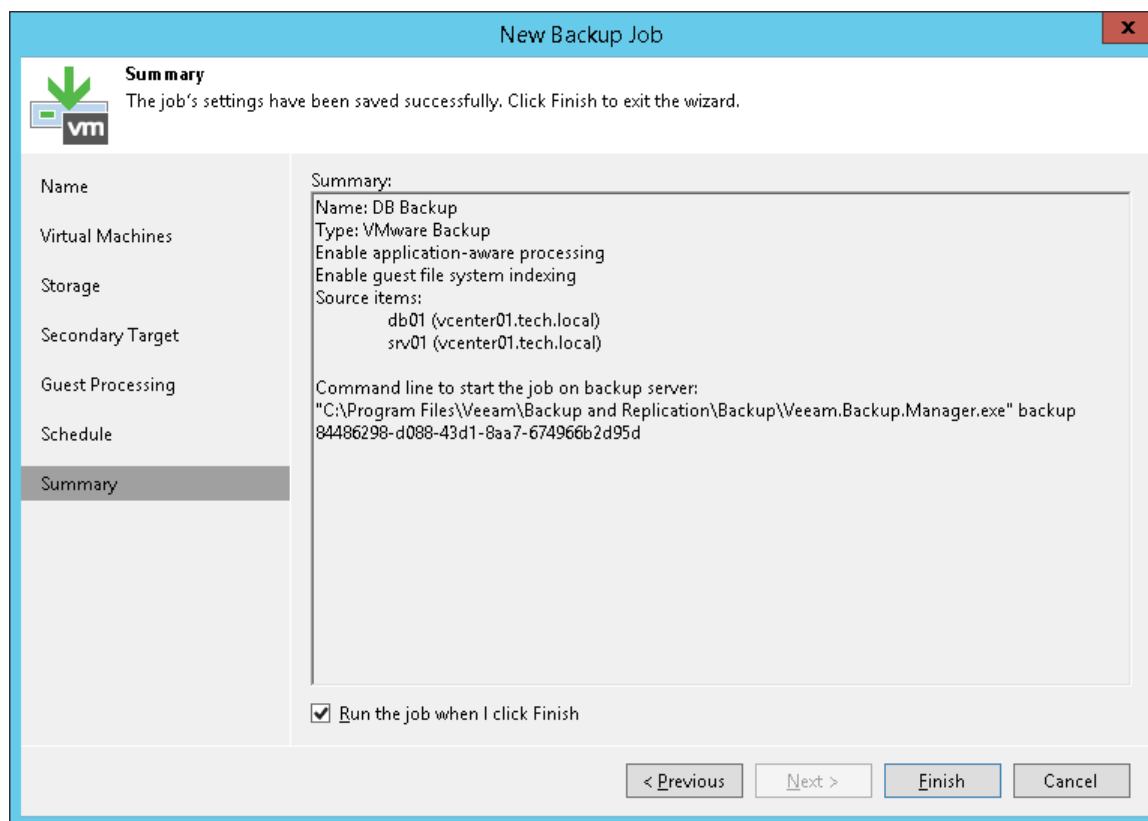 New Backup Job
x
Summary
The job's settings have been saved successfully. Click Finish to exit the wizard.
vm
Name
Virtual Machines
Storage
Secondary Target
Guest Processing
Schedule
Summary
Summary:
Name: DB Backup
Type: VMware Backup
Enable application-aware processing
Enable guest file system indexing
Source items:
db01 (vcenter01.tech.local)
srv01 (vcenter01.tech.local)
Command line to start the job on backup server:
"C:\Program Files\Veeam\Backup and Replication\Backup\Veeam.Backup.Manager.exe" backup
84486298-d088-43d1-8aa7-674966b2d95d
Run the job when I click Finish
< Previous
Next >
Finish
Cancel